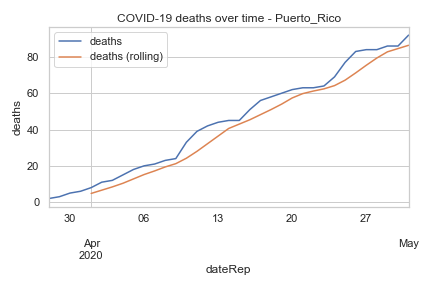 COVID-19 deaths over time - Puerto_Rico
deaths
deaths (rolling)
deaths
80
60
40
20
0
30 06 13 20 27
Apr May
2020
dateRep